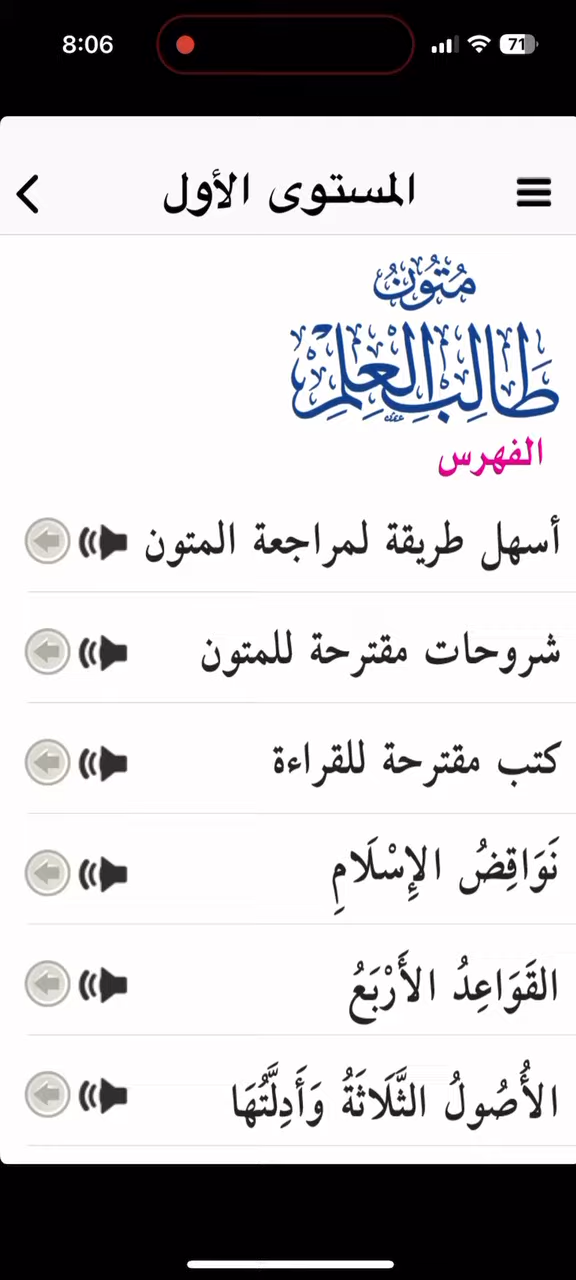 8:06
71
المستوى الأول
مُتُونُ
طَالِبِ العِلْمِ
الفهرس
أسهل طريقة لمراجعة المتون
شروحات مقترحة للمتون
كتب مقترحة للقراءة
نَوَاقِضُ الإِسْلَامِ
القَوَاعِدُ الأَرْبَعُ
الأُصُولُ الثَّلَاثَةُ وَأَدِلَّتُهَا